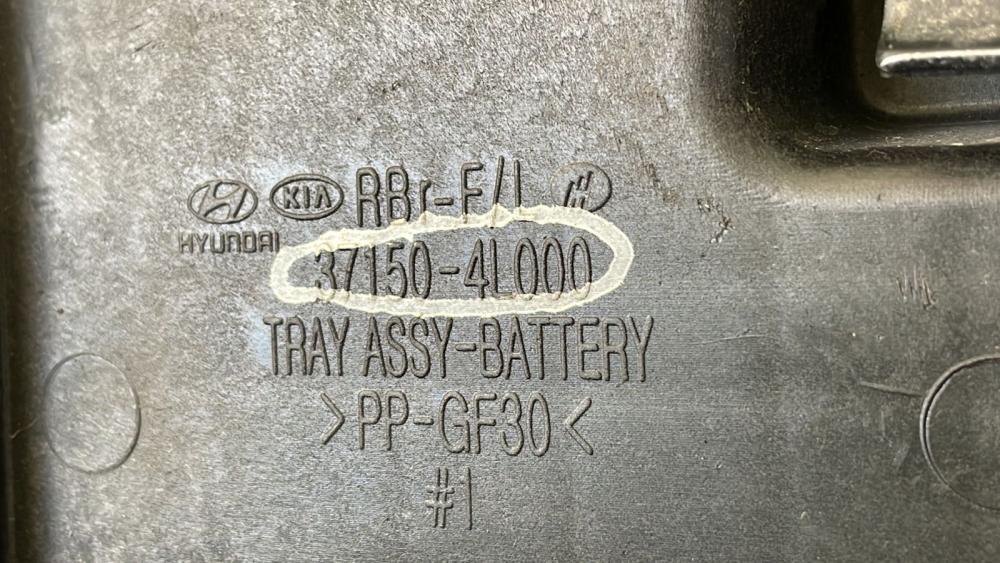 KIA RBr-F/L
HYUNDAI
37150-4L000
TRAY ASSY-BATTERY
>PP-GF30<
#1